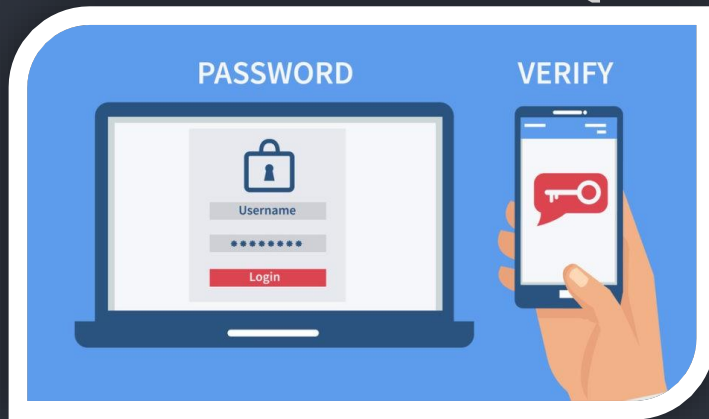 PASSWORD
VERIFY
Username
********
Login